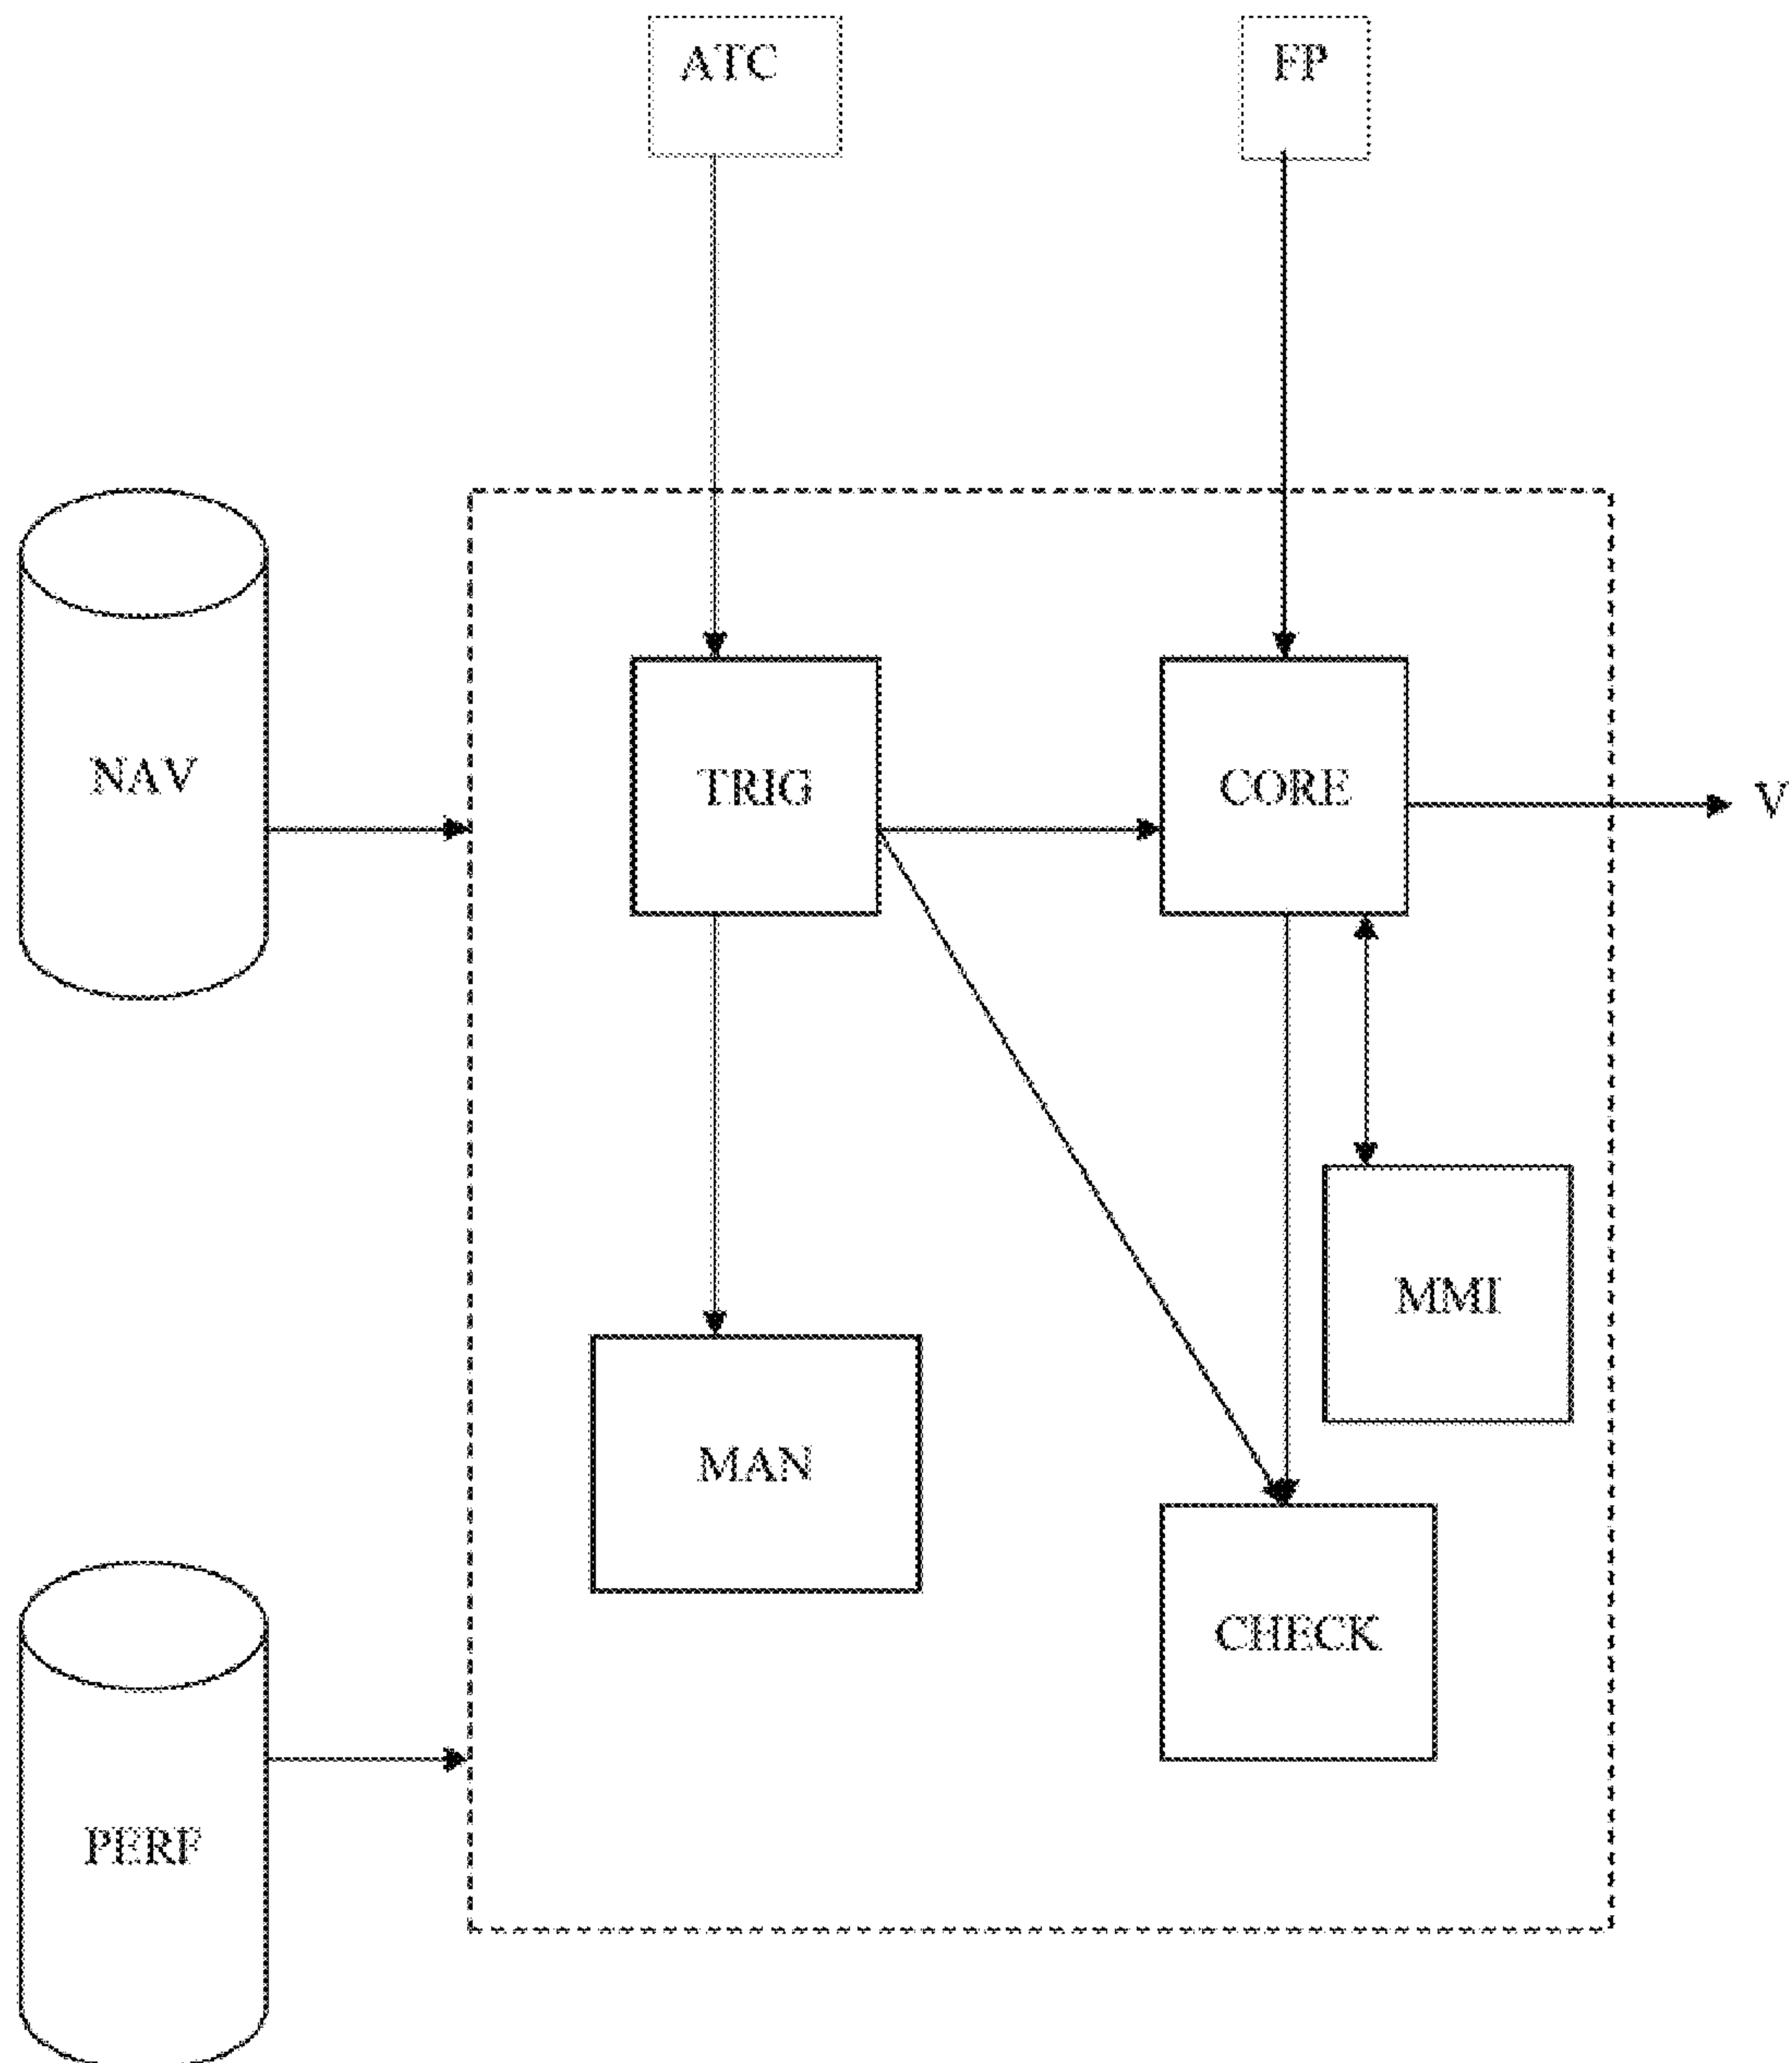 ATC
FP
NAV
TRIG
CORE
V
MMI
MAN
CHECK
PERF